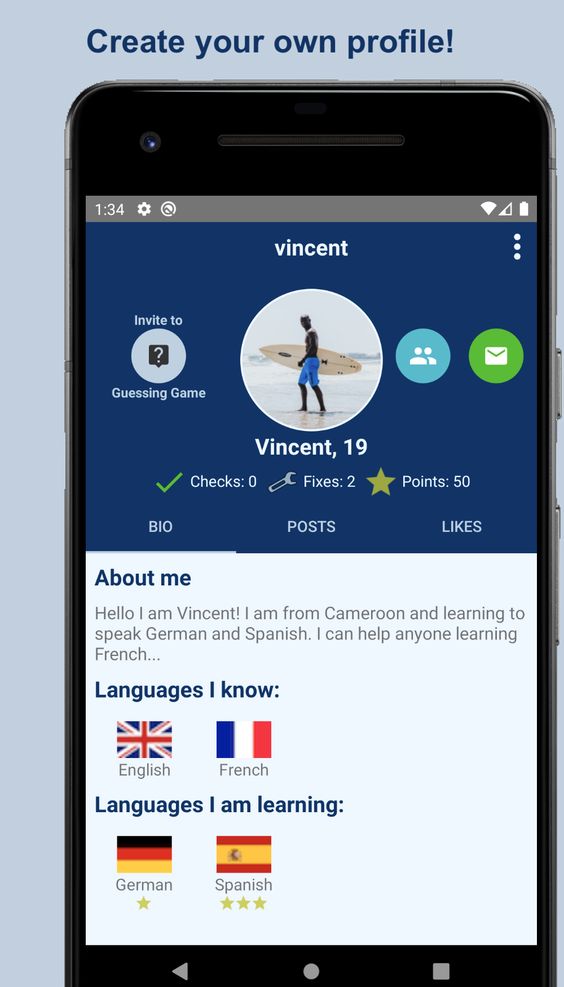 Create your own profile!
1:34
vincent
Invite to
Guessing Game
Vincent, 19
Checks: 0 Fixes: 2 Points: 50
BIO POSTS LIKES
About me
Hello I am Vincent! I am from Cameroon and learning to
speak German and Spanish. I can help anyone learning
French...
Languages I know:
English French
Languages I am learning:
German Spanish